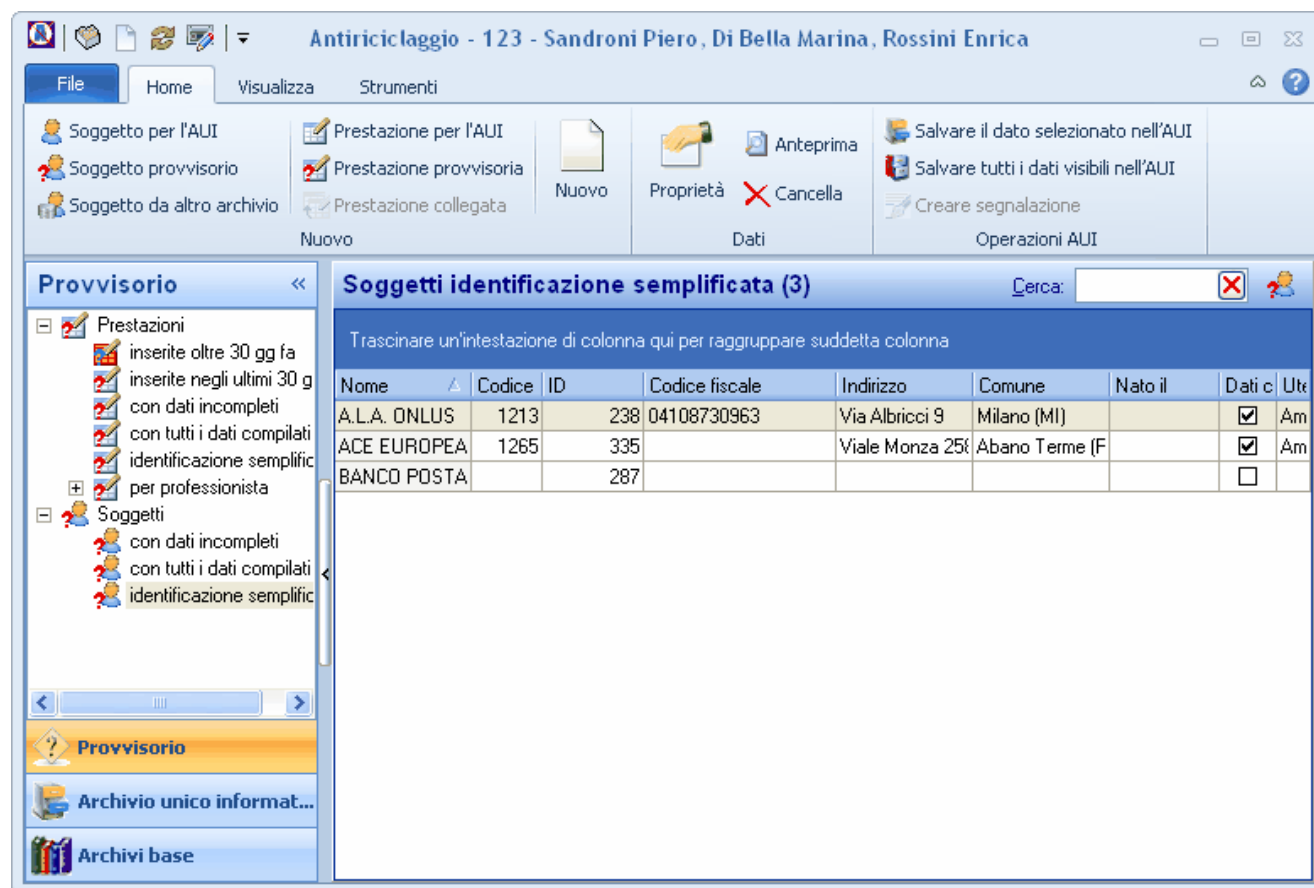 Antiriciclaggio - 123 - Sandroni Piero, Di Bella Marina, Rossini Enrica
File Home Visualizza Strumenti
Soggetto per l'AUI
Soggetto provvisorio
Soggetto da altro archivio
Prestazione per l'AUI
Prestazione provvisoria
Prestazione collegata
Nuovo
Nuovo
Proprietà
Anteprima
Cancella
Dati
Salvare il dato selezionato nell'AUI
Salvare tutti i dati visibili nell'AUI
Creare segnalazione
Operazioni AUI
Provvisorio «
Prestazioni
inserite oltre 30 gg fa
inserite negli ultimi 30 g
con dati incompleti
con tutti i dati compilati
identificazione semplific
per professionista
Soggetti
con dati incompleti
con tutti i dati compilati
identificazione semplific
Provvisorio
Archivio unico informat...
Archivi base
Soggetti identificazione semplificata (3) Cerca:
Trascinare un'intestazione di colonna qui per raggruppare suddetta colonna
Nome Codice ID Codice fiscale Indirizzo Comune Nato il Dati c Ute
A.L.A. ONLUS 1213 238 04108730963 Via Albricci 9 Milano (MI) Am
ACE EUROPEA 1265 335 Viale Monza 258 Abano Terme (F Am
BANCO POSTA 287